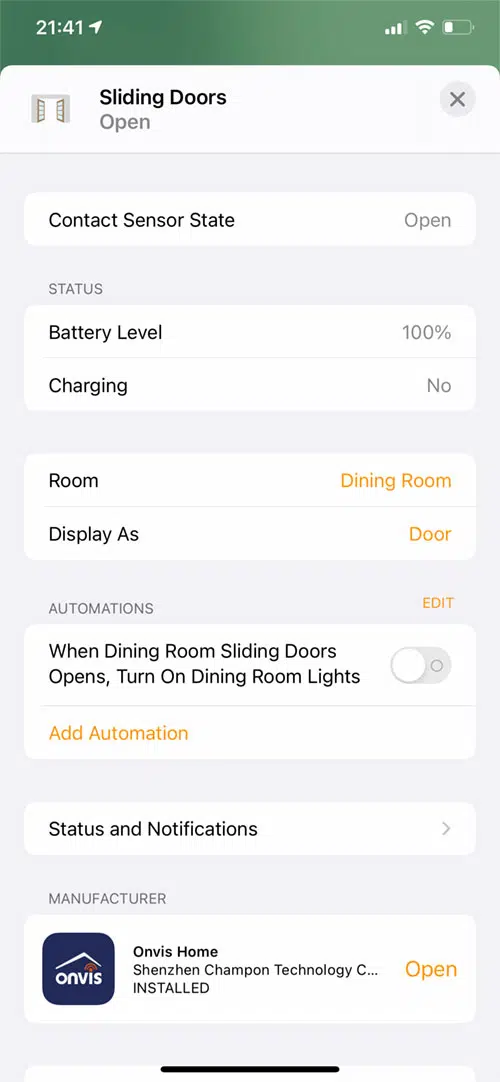 21:41
Sliding Doors
Open
Contact Sensor State Open
STATUS
Battery Level 100%
Charging No
Room Dining Room
Display As Door
AUTOMATIONS EDIT
When Dining Room Sliding Doors
Opens, Turn On Dining Room Lights
Add Automation
Status and Notifications
MANUFACTURER
onvis
Onvis Home
Shenzhen Champon Technology C...
INSTALLED
Open